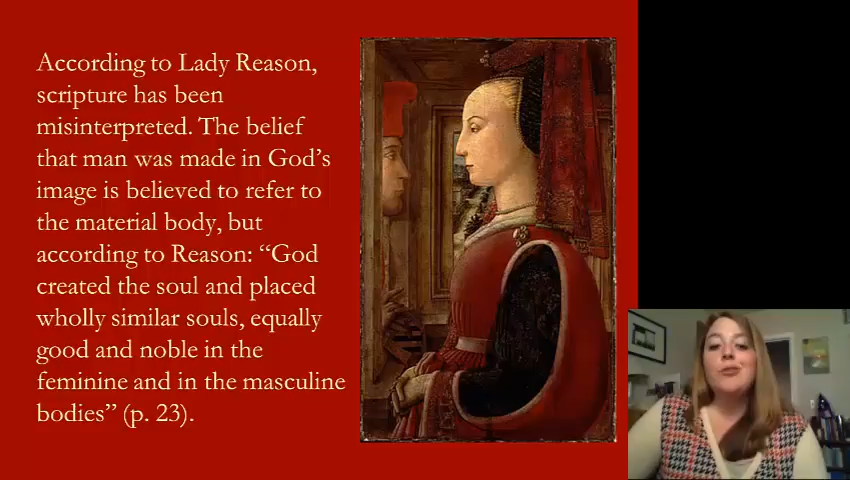 According to Lady Reason,
scripture has been
misinterpreted. The belief
that man was made in God’s
image is believed to refer to
the material body, but
according to Reason: “God
created the soul and placed
wholly similar souls, equally
good and noble in the
feminine and in the masculine
bodies” (p. 23).